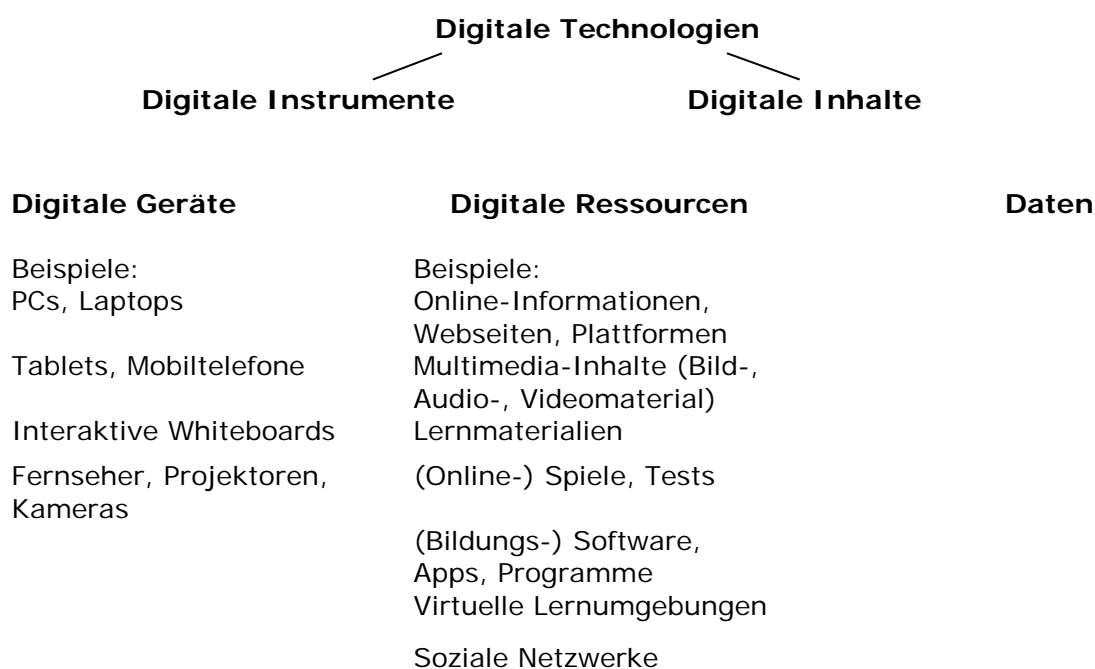 Digitale Technologien
Digitale Instrumente
Digitale Inhalte
Digitale Geräte
Digitale Ressourcen
Daten
Beispiele:
PCs, Laptops
Tablets, Mobiltelefone
Interaktive Whiteboards
Fernseher, Projektoren,
Kameras
Beispiele:
Online-Informationen,
Webseiten, Plattformen
Multimedia-Inhalte (Bild-,
Audio-, Videomaterial)
Lernmaterialien
(Online-) Spiele, Tests
(Bildungs-) Software,
Apps, Programme
Virtuelle Lernumgebungen
Soziale Netzwerke